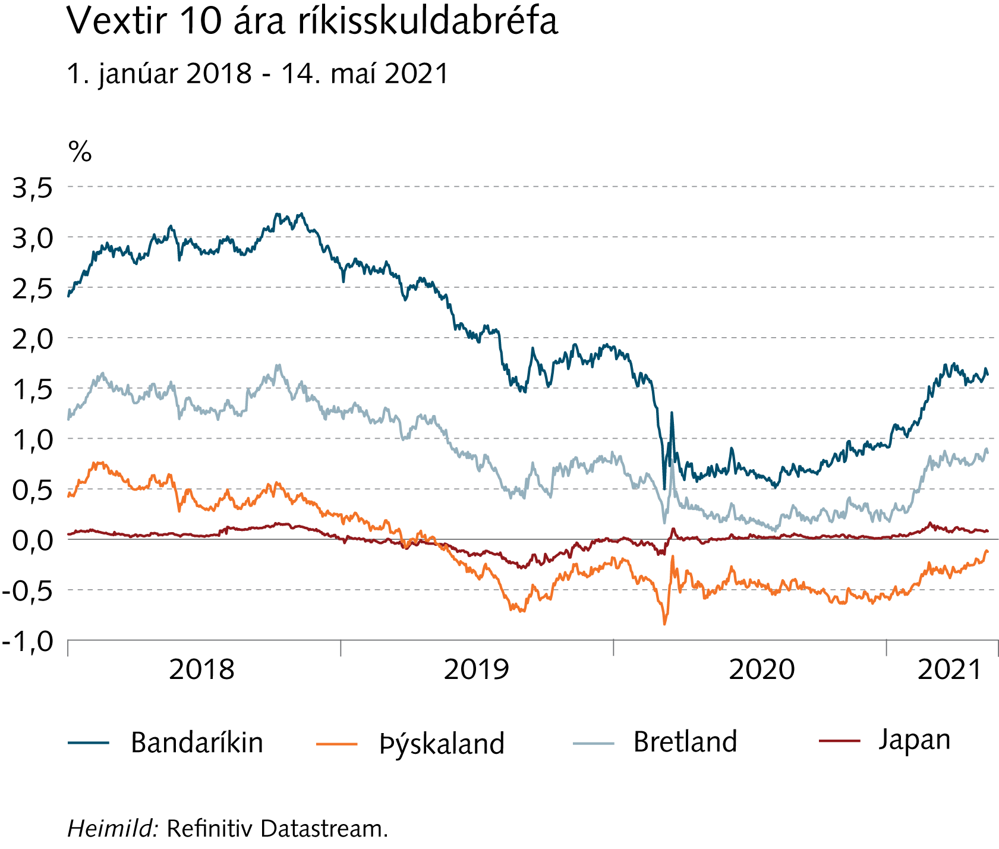 Vextir 10 ára ríkisskuldabréfa
1. janúar 2018 - 14. maí 2021
%
3,5
3,0
2,5
2,0
1,5
1,0
0,5
0,0
-0,5
-1,0
2018 2019 2020 2021
Bandaríkin Þýskaland Bretland Japan
Heimild: Refinitiv Datastream.